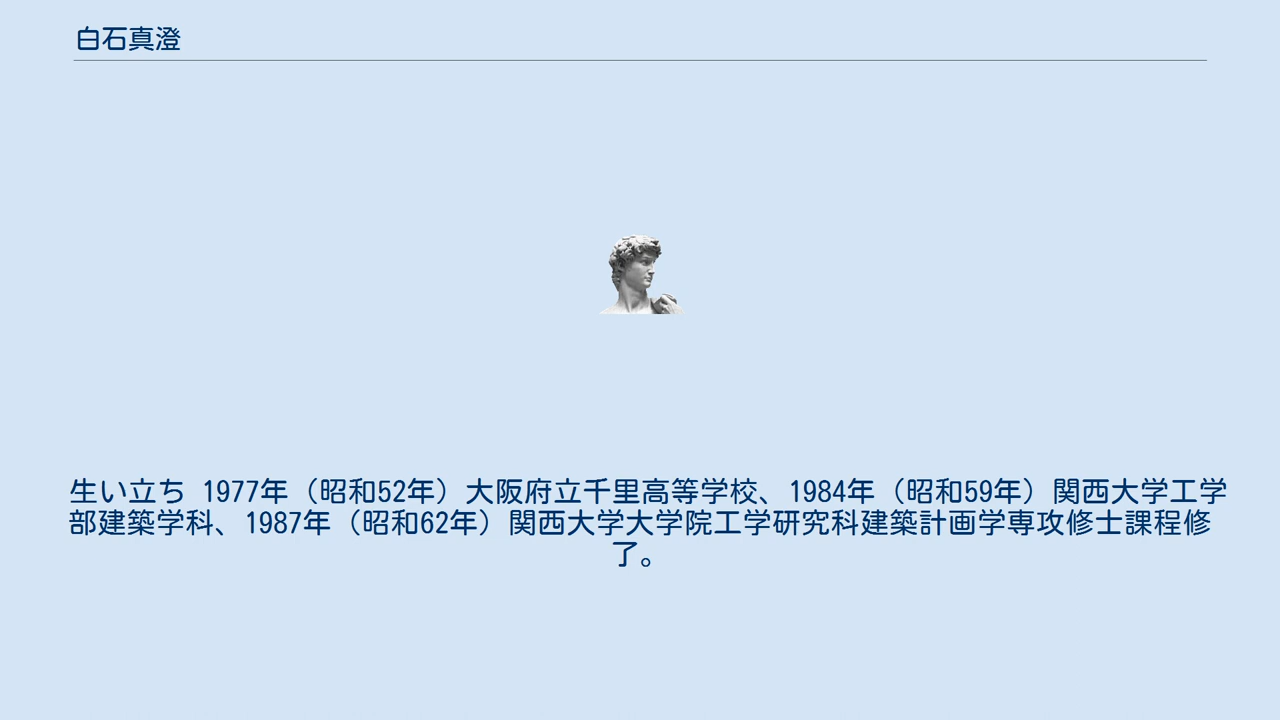 白石真澄
生い立ち 1977年（昭和52年）大阪府立千里高等学校、1984年（昭和59年）関西大学工学
部建築学科、1987年（昭和62年）関西大学大学院工学研究科建築計画学専攻修士課程修
了。